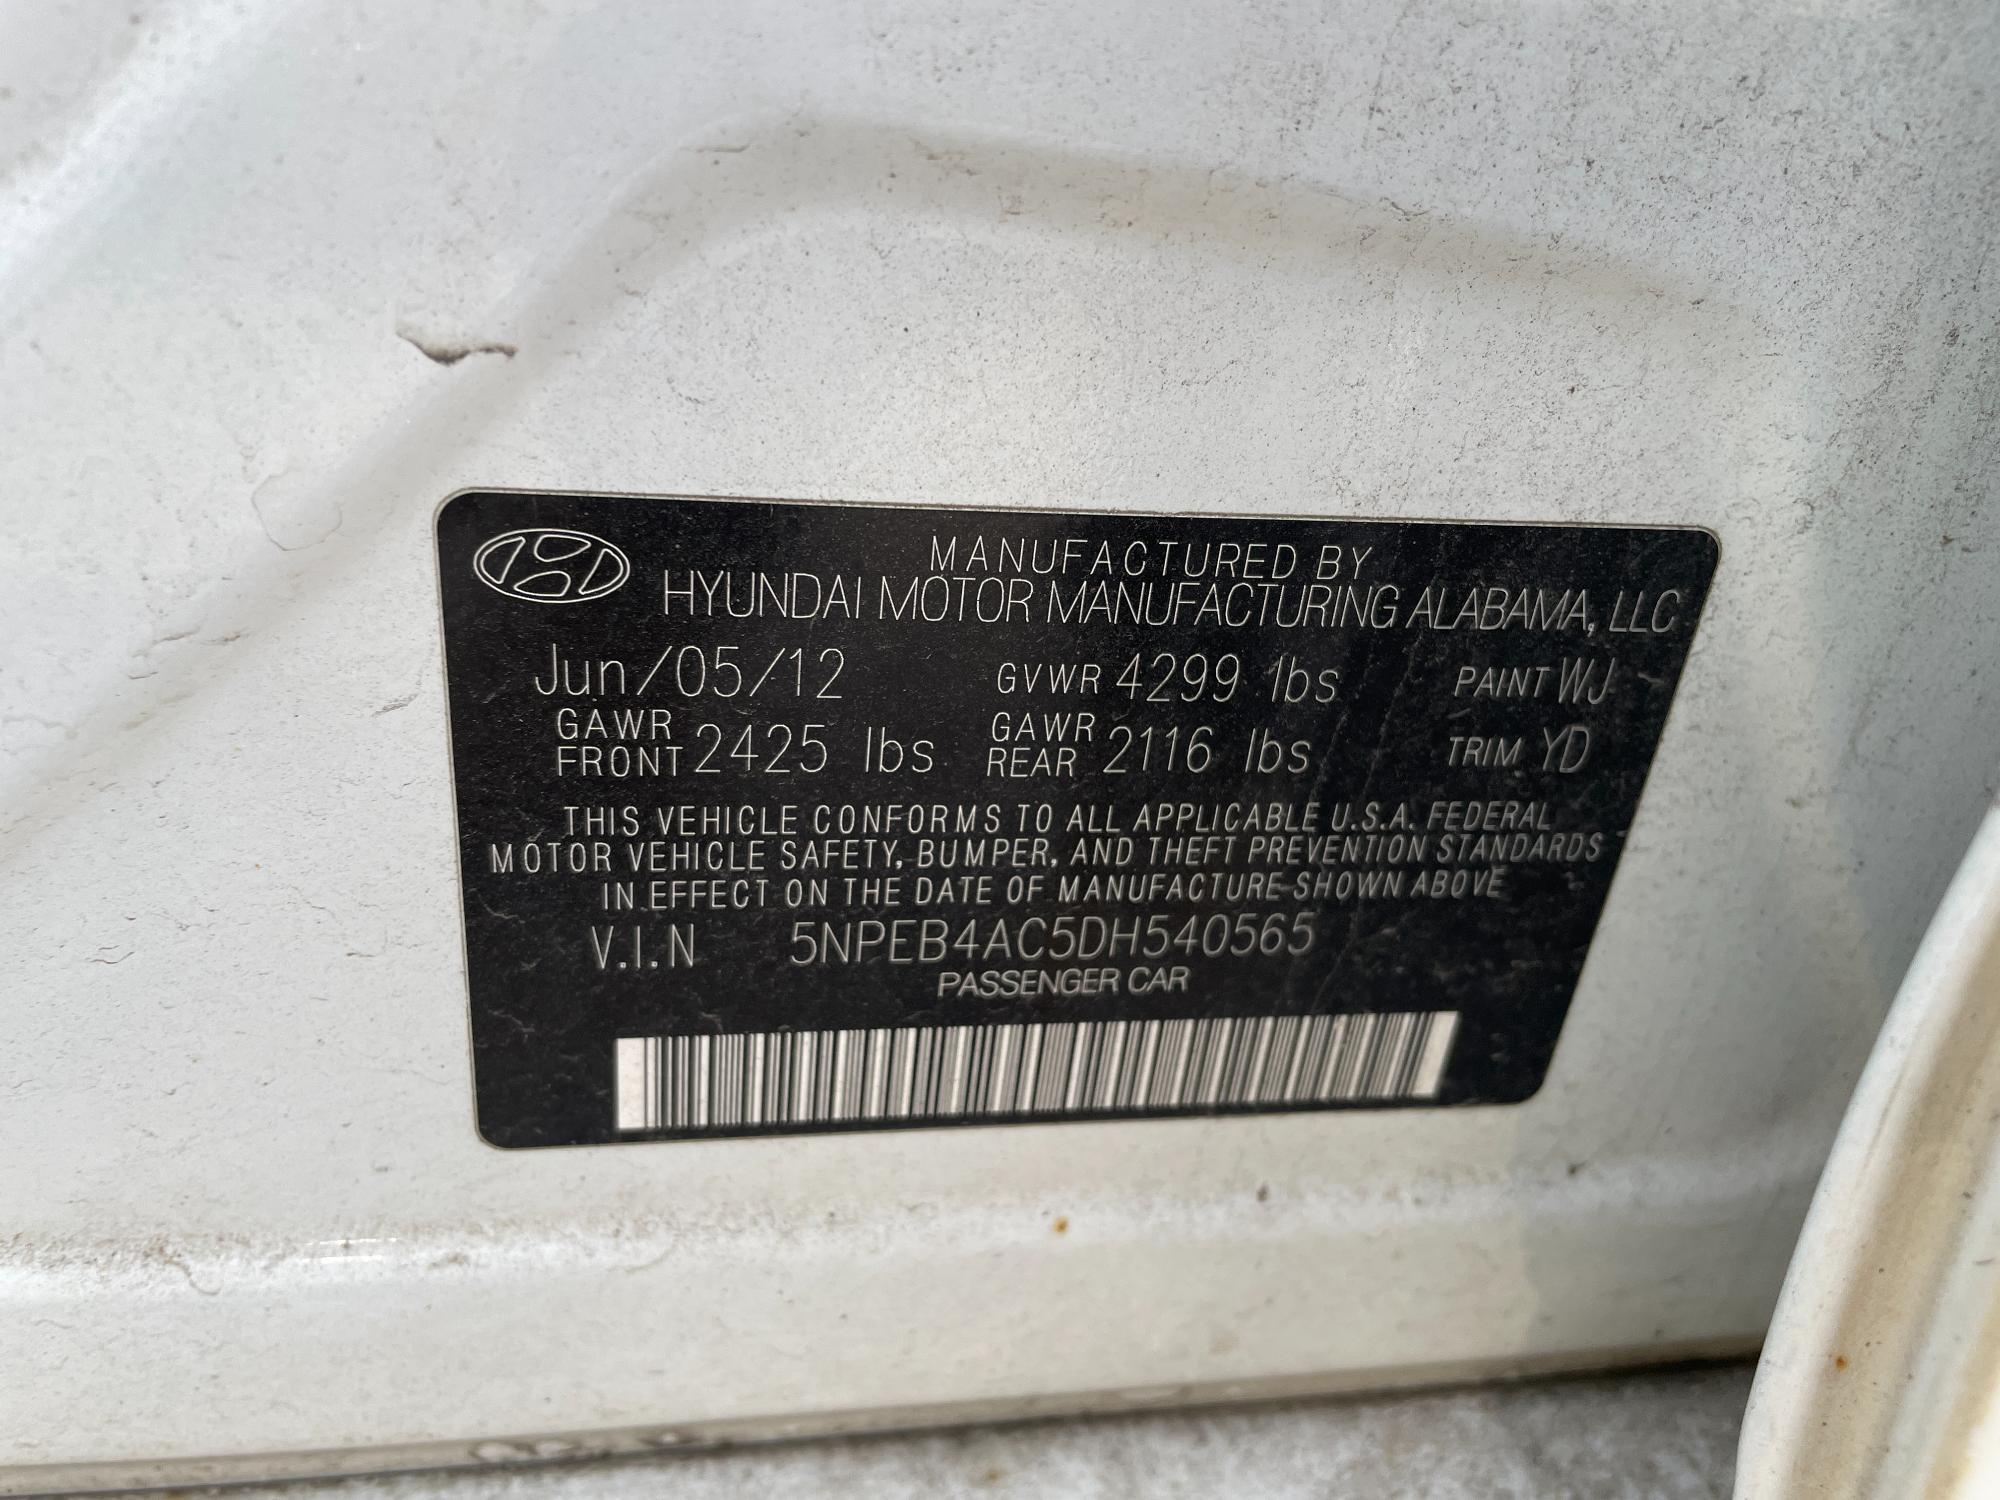 MANUFACTURED BY
HYUNDAI MOTOR MANUFACTURING ALABAMA, LLC
Jun/05/12 GVWR 4299 lbs PAINT WJ
GAWR FRONT 2425 lbs GAWR REAR 2116 lbs TRIM YD
THIS VEHICLE CONFORMS TO ALL APPLICABLE U.S.A. FEDERAL
MOTOR VEHICLE SAFETY, BUMPER, AND THEFT PREVENTION STANDARDS
IN EFFECT ON THE DATE OF MANUFACTURE SHOWN ABOVE
V.I.N 5NPEB4AC5DH540565
PASSENGER CAR